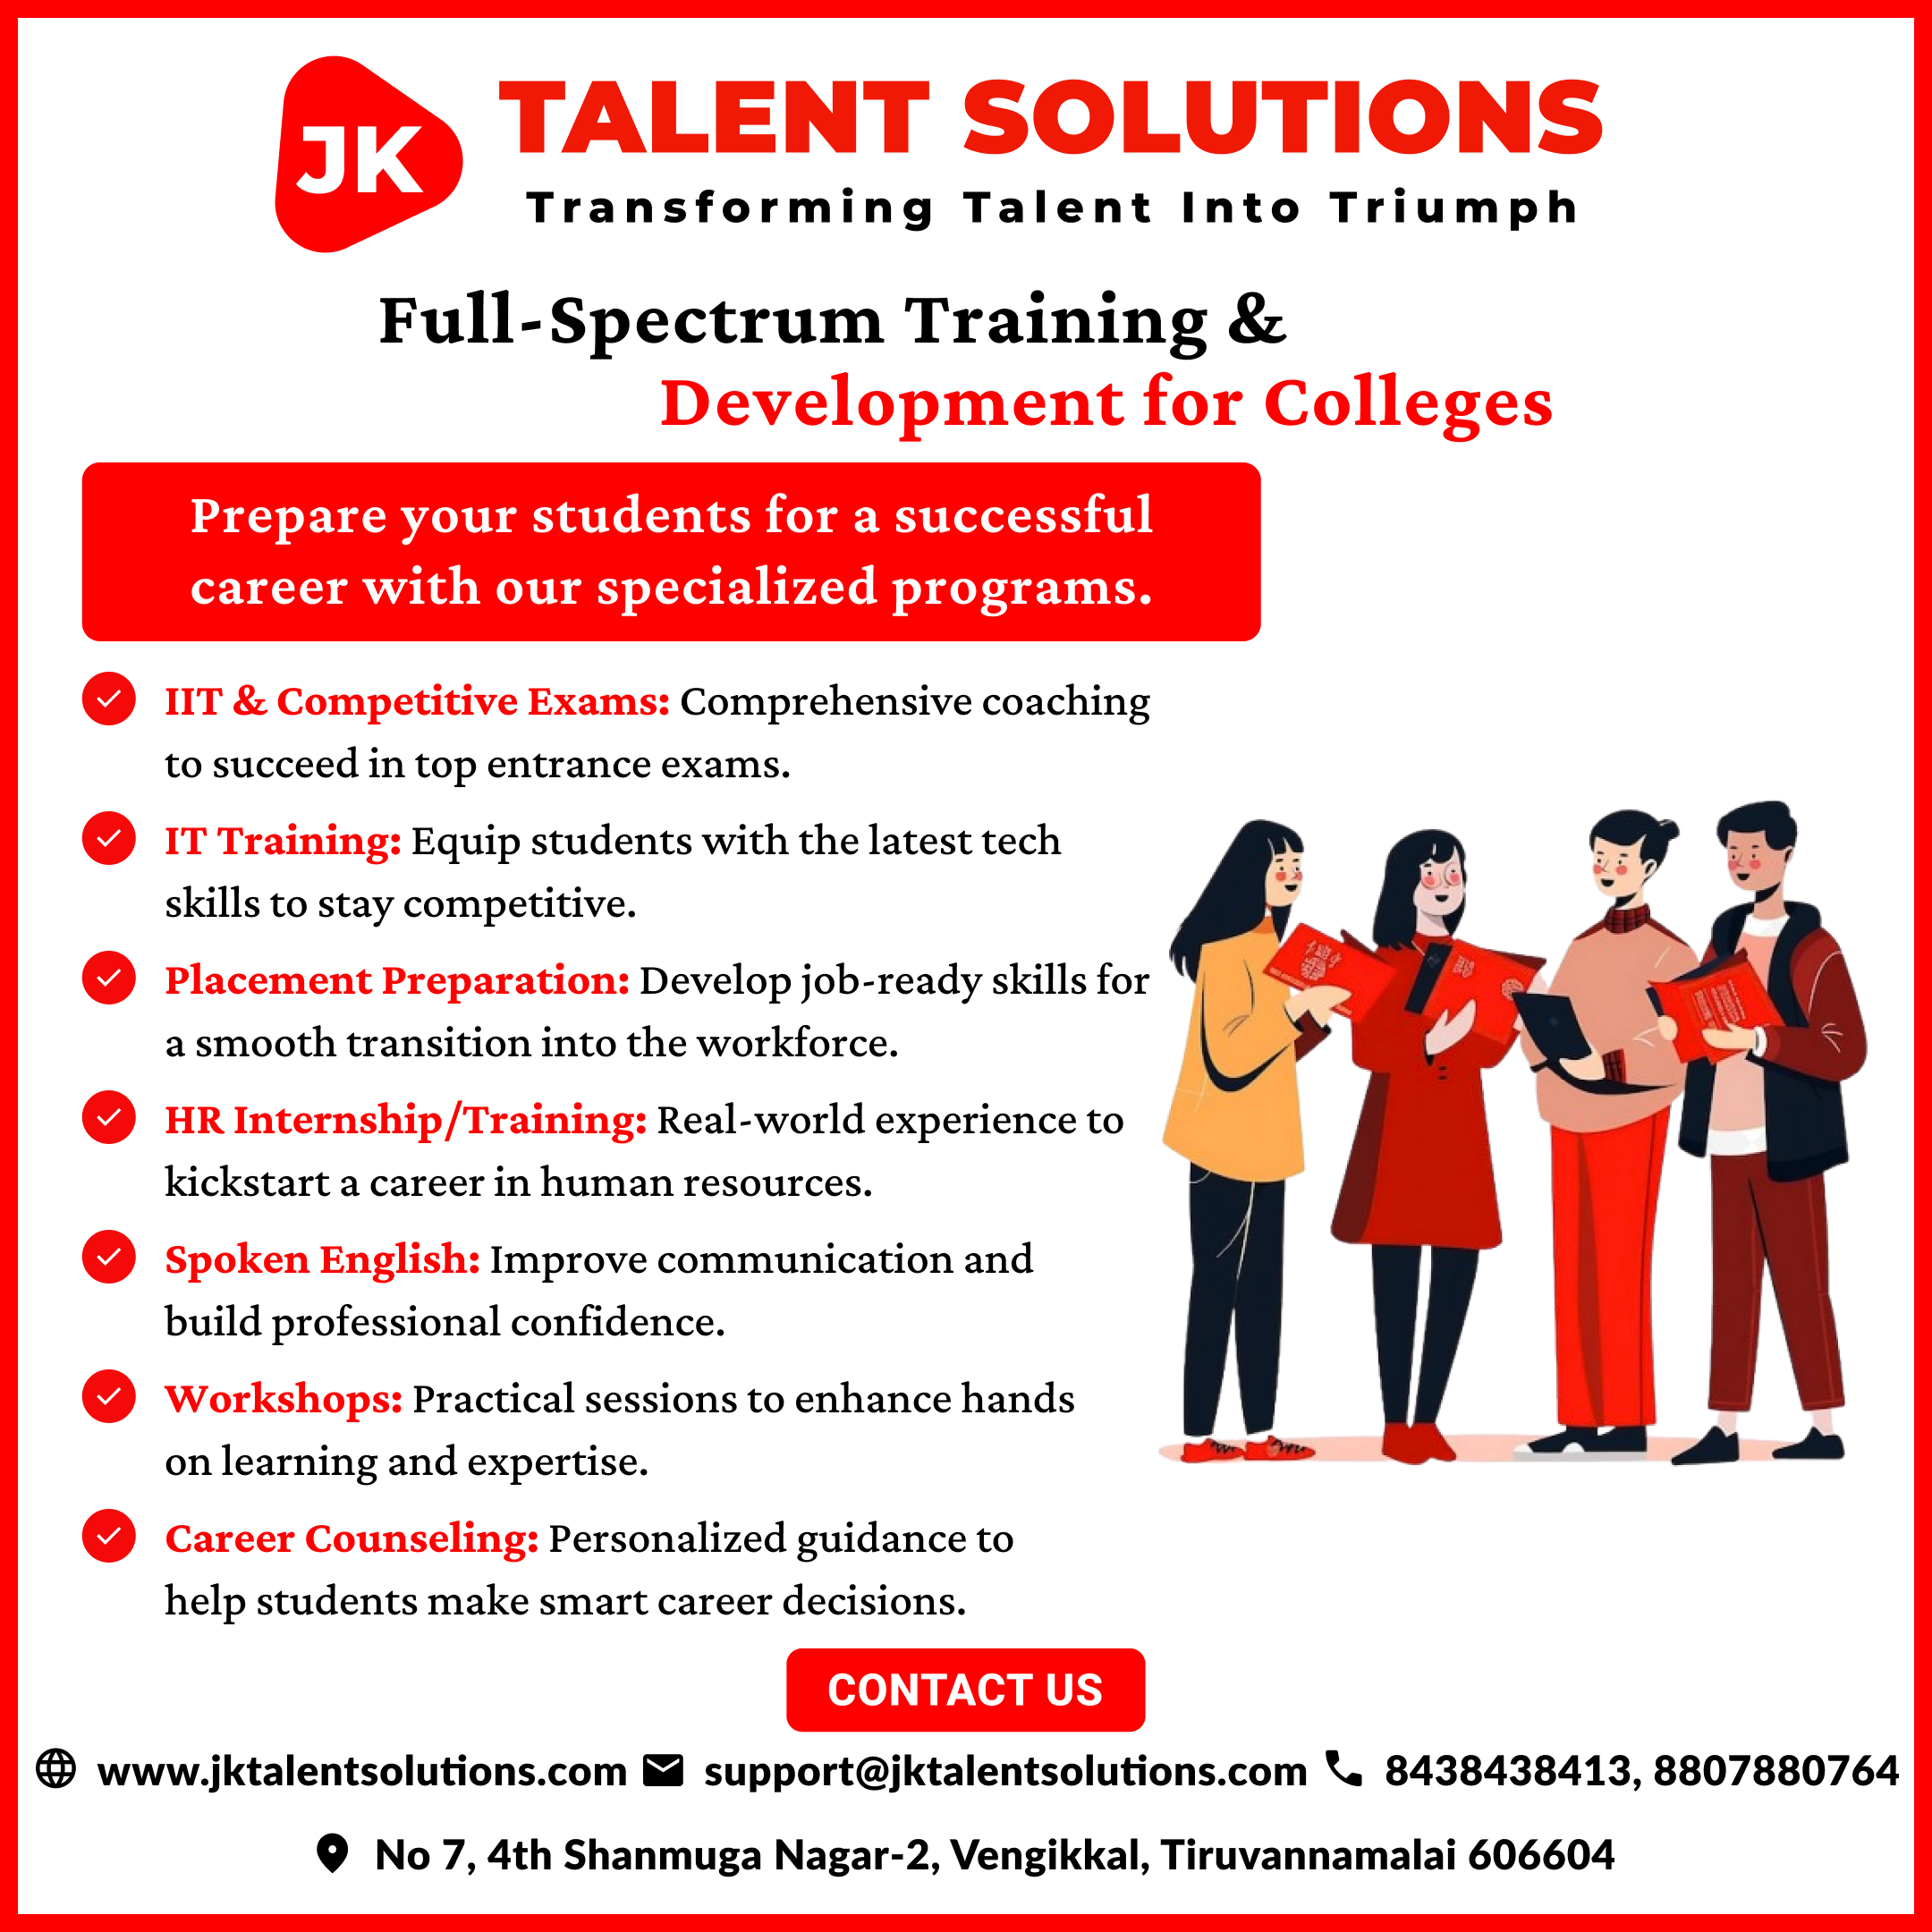 JK
TALENT SOLUTIONS
Transforming Talent Into Triumph
Full-Spectrum Training &
Development for Colleges
Prepare your students for a successful
career with our specialized programs.
IIT & Competitive Exams: Comprehensive coaching
to succeed in top entrance exams.
IT Training: Equip students with the latest tech
skills to stay competitive.
Placement Preparation: Develop job-ready skills for
a smooth transition into the workforce.
HR Internship/Training: Real-world experience to
kickstart a career in human resources.
Spoken English: Improve communication and
build professional confidence.
Workshops: Practical sessions to enhance hands
on learning and expertise.
Career Counseling: Personalized guidance to
help students make smart career decisions.
CONTACT US
www.jktalentsolutions.com support@jktalentsolutions.com 8438438413, 8807880764
No 7, 4th Shanmuga Nagar-2, Vengikkal, Tiruvannamalai 606604